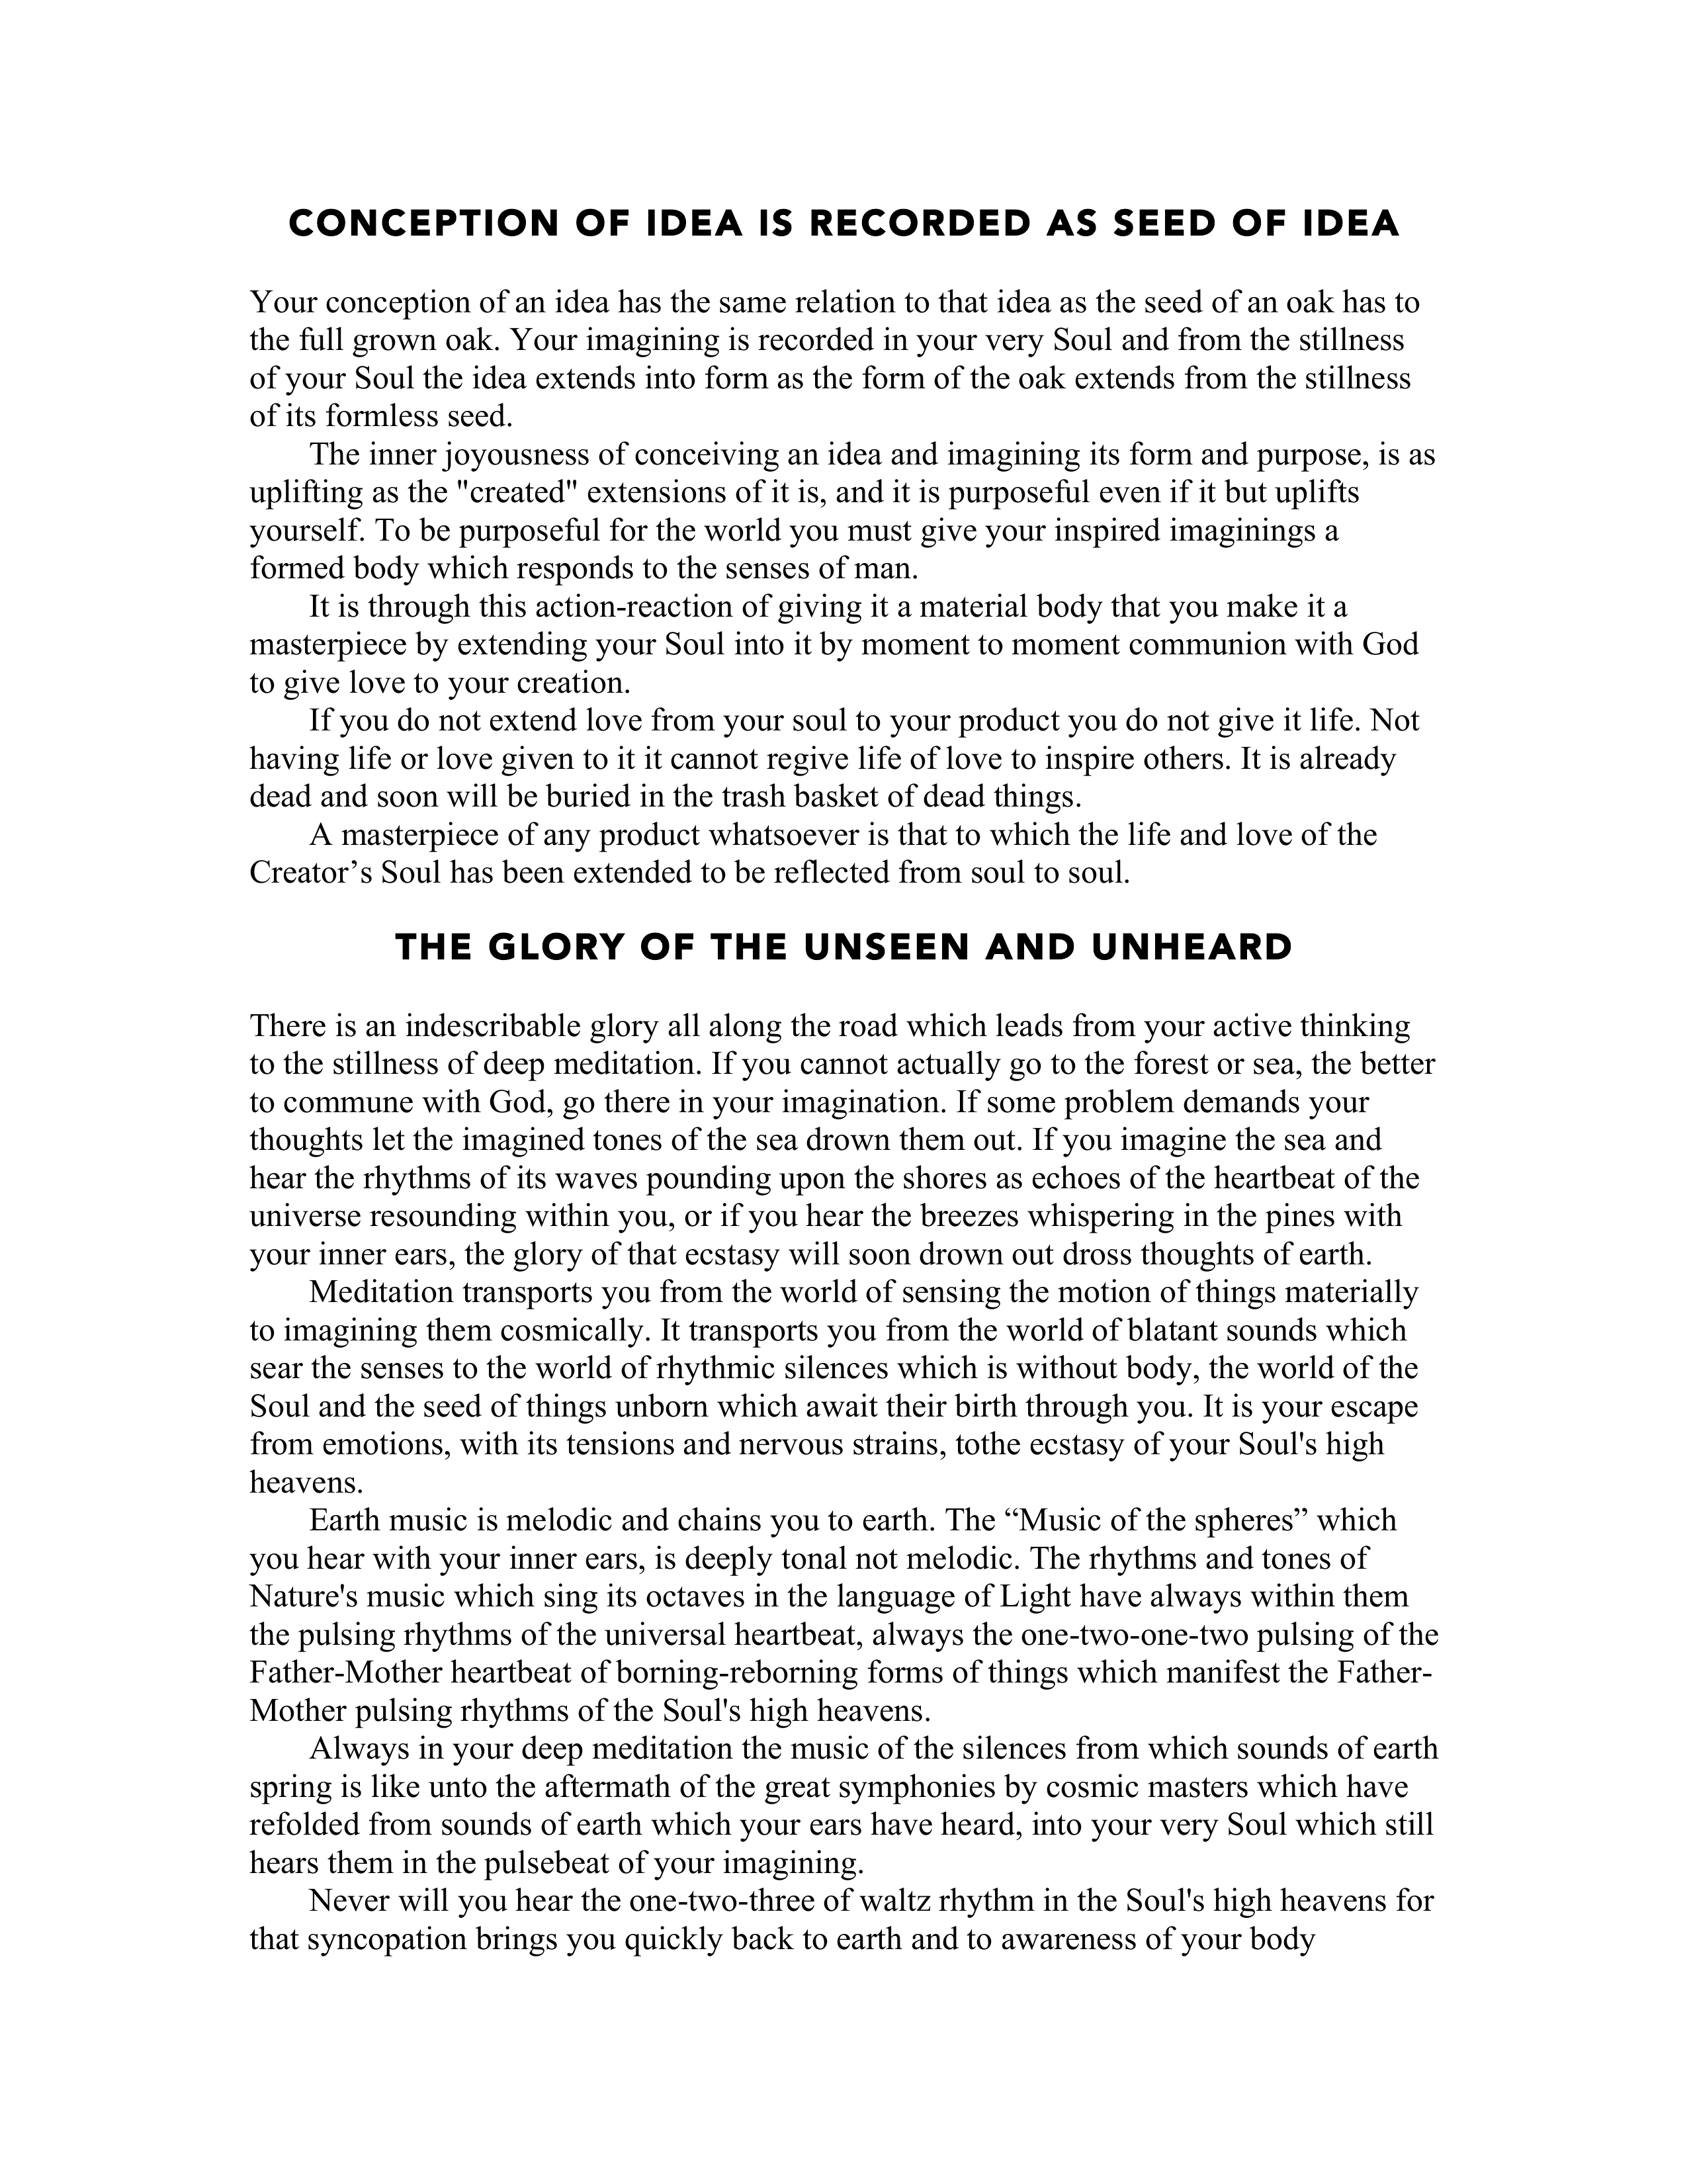 CONCEPTION OF IDEA IS RECORDED AS SEED OF IDEA
Your conception of an idea has the same relation to that idea as the seed of an oak has to
the full grown oak. Your imagining is recorded in your very Soul and from the stillness
of your Soul the idea extends into form as the form of the oak extends from the stillness
of its formless seed.
The inner joyousness of conceiving an idea and imagining its form and purpose, is as
uplifting as the "created" extensions of it is, and it is purposeful even if it but uplifts
yourself. To be purposeful for the world you must give your inspired imaginings a
formed body which responds to the senses of man.
It is through this action-reaction of giving it a material body that you make it a
masterpiece by extending your Soul into it by moment to moment communion with God
to give love to your creation.
If you do not extend love from your soul to your product you do not give it life. Not
having life or love given to it it cannot regive life of love to inspire others. It is already
dead and soon will be buried in the trash basket of dead things.
A masterpiece of any product whatsoever is that to which the life and love of the
Creator’s Soul has been extended to be reflected from soul to soul.
THE GLORY OF THE UNSEEN AND UNHEARD
There is an indescribable glory all along the road which leads from your active thinking
to the stillness of deep meditation. If you cannot actually go to the forest or sea, the better
to commune with God, go there in your imagination. If some problem demands your
thoughts let the imagined tones of the sea drown them out. If you imagine the sea and
hear the rhythms of its waves pounding upon the shores as echoes of the heartbeat of the
universe resounding within you, or if you hear the breezes whispering in the pines with
your inner ears, the glory of that ecstasy will soon drown out dross thoughts of earth.
Meditation transports you from the world of sensing the motion of things materially
to imagining them cosmically. It transports you from the world of blatant sounds which
sear the senses to the world of rhythmic silences which is without body, the world of the
Soul and the seed of things unborn which await their birth through you. It is your escape
from emotions, with its tensions and nervous strains, tothe ecstasy of your Soul's high
heavens.
Earth music is melodic and chains you to earth. The “Music of the spheres” which
you hear with your inner ears, is deeply tonal not melodic. The rhythms and tones of
Nature's music which sing its octaves in the language of Light have always within them
the pulsing rhythms of the universal heartbeat, always the one-two-one-two pulsing of the
Father-Mother heartbeat of borning-reborning forms of things which manifest the Father-
Mother pulsing rhythms of the Soul's high heavens.
Always in your deep meditation the music of the silences from which sounds of earth
spring is like unto the aftermath of the great symphonies by cosmic masters which have
refolded from sounds of earth which your ears have heard, into your very Soul which still
hears them in the pulsebeat of your imagining.
Never will you hear the one-two-three of waltz rhythm in the Soul's high heavens for
that syncopation brings you quickly back to earth and to awareness of your body